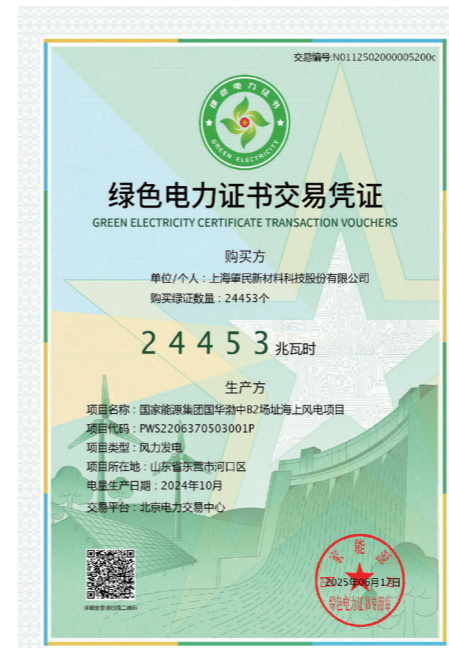 交易编号:N0112502000005200c
绿色电力证书
GREEN ELECTRICITY
绿色电力证书交易凭证
GREEN ELECTRICITY CERTIFICATE TRANSACTION VOUCHERS
购买方
单位/个人：上海肇民新材料科技股份有限公司
购买绿证数量：24453个
24453兆瓦时
生产方
项目名称：国家能源集团国华渤中B2场址海上风电项目
项目代码：PWS2206370503001P
项目类型：风力发电
项目所在地：山东省东营市河口区
电量生产日期：2024年10月
交易平台：北京电力交易中心
2025年06月17日
绿色电力证书专用章